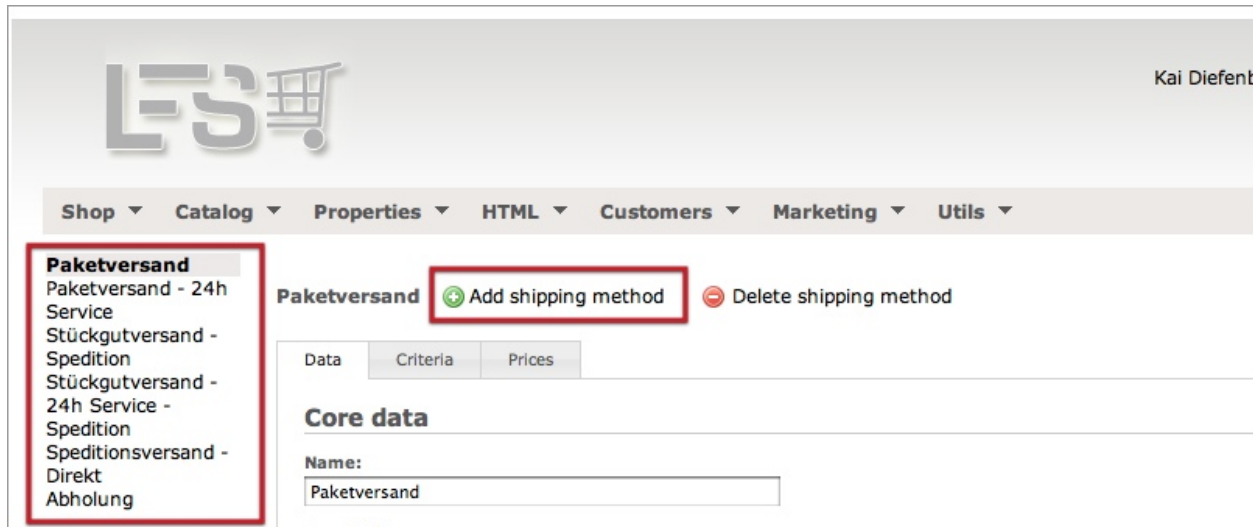 LFS
Kai Diefenb
Shop Catalog Properties HTML Customers Marketing Utils
Paketversand
Paketversand - 24h
Service
Stückgutversand -
Spedition
Stückgutversand -
24h Service -
Spedition
Speditionsversand -
Direkt
Abholung
Paketversand Add shipping method Delete shipping method
Data Criteria Prices
Core data
Name:
Paketversand